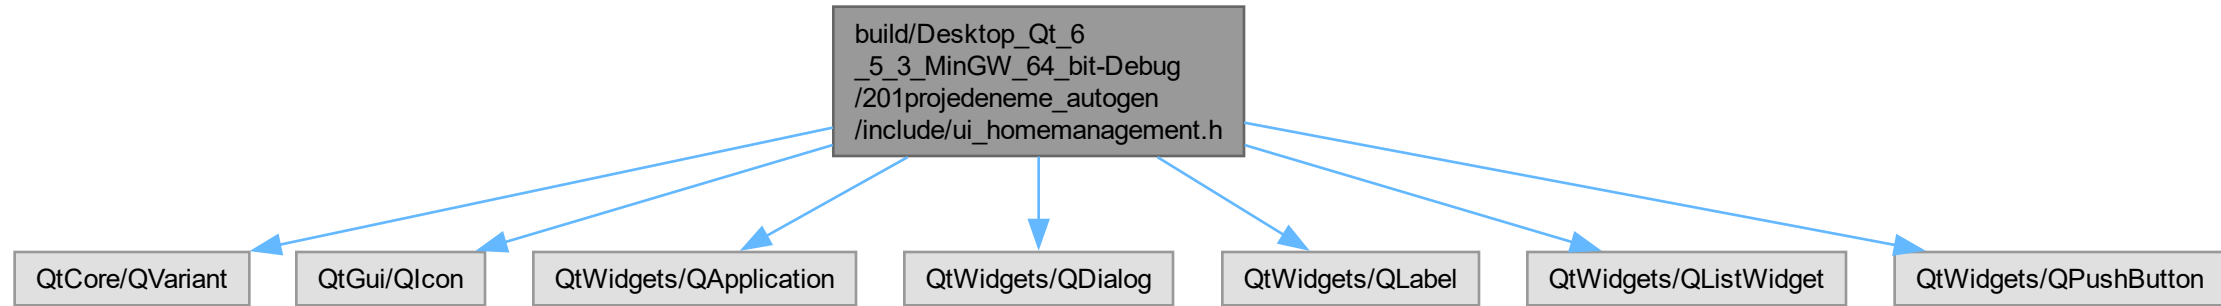 build/Desktop_Qt_6
_5_3_MinGW_64_bit-Debug
/201projedeneme_autogen
/include/ui_homemanagement.h
QtCore/QVariant
QtGui/QIcon
QtWidgets/QApplication
QtWidgets/QDialog
QtWidgets/QLabel
QtWidgets/QListWidget
QtWidgets/QPushButton